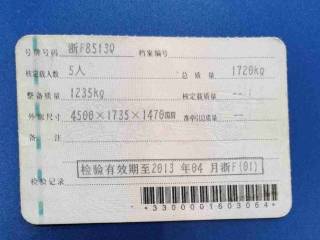 号牌号码 浙F8513Q 档案编号
核定载人数 5人 总质量 1720kg
整备质量 1235kg 核定载质量 --
外廓尺寸 4500×1735×1470mm 准牵引总质量 --
备注
检验有效期至2013年04月浙F(01)
检验记录
*3300001603064*